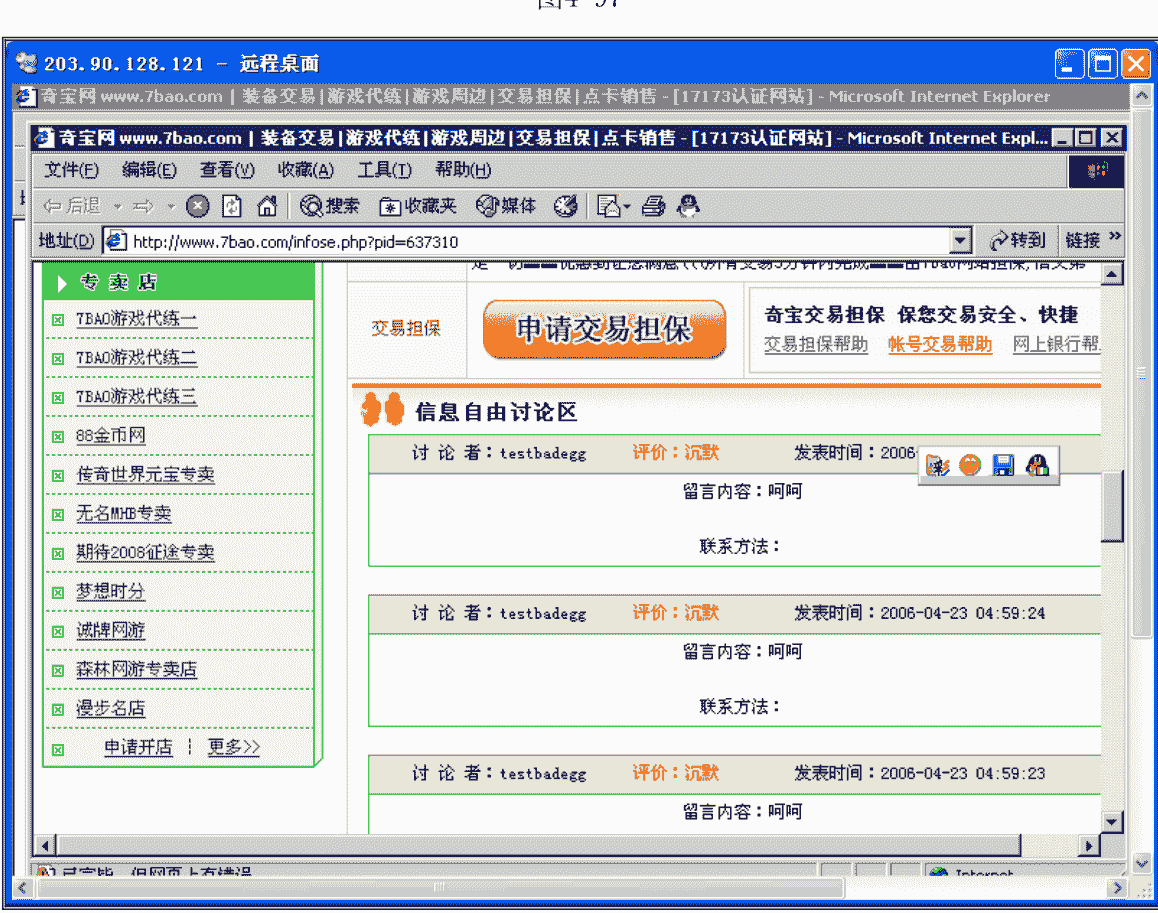 图4-97
203.90.128.121 - 远程桌面
奇宝网 www.7bao.com | 装备交易|游戏代练|游戏周边|交易担保|点卡销售 - [17173认证网站] - Microsoft Internet Explorer
奇宝网 www.7bao.com | 装备交易|游戏代练|游戏周边|交易担保|点卡销售 - [17173认证网站] - Microsoft Internet Expl...
文件(F) 编辑(E) 查看(V) 收藏(A) 工具(T) 帮助(H)
后退 搜索 收藏夹 媒体
地址(D) http://www.7bao.com/infose.php?pid=637310 转到 链接 »
专 卖 店
7BAO游戏代练一
7BAO游戏代练二
7BAO游戏代练三
88金币网
传奇世界元宝专卖
无名MHB专卖
期待2008征途专卖
梦想时分
诚牌网游
森林网游专卖店
漫步名店
申请开店 ¦ 更多>>
交易担保
申请交易担保
奇宝交易担保 保您交易安全、快捷
交易担保帮助 帐号交易帮助 网上银行帮
信息自由讨论区
讨 论 者：testbadegg 评价：沉默 发表时间：2006-
留言内容：呵呵
联系方法：
讨 论 者：testbadegg 评价：沉默 发表时间：2006-04-23 04:59:24
留言内容：呵呵
联系方法：
讨 论 者：testbadegg 评价：沉默 发表时间：2006-04-23 04:59:23
留言内容：呵呵
已完毕，但网页上有错误 Internet